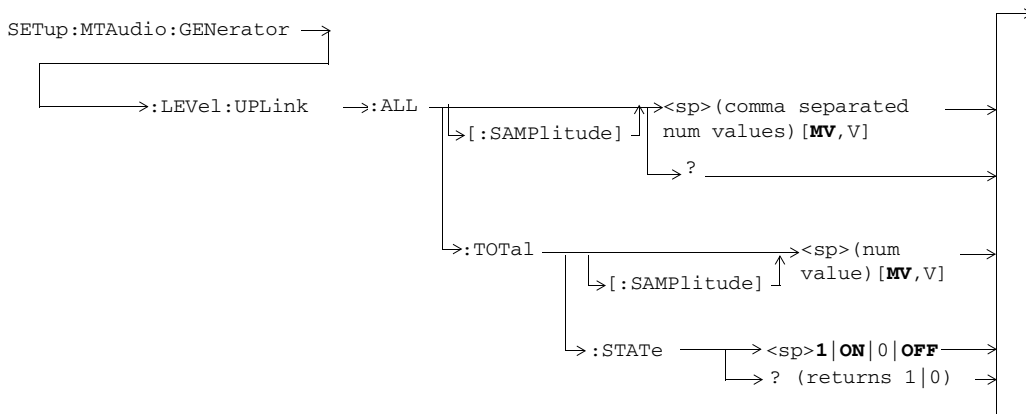 SETup:MTAudio:GENerator
:LEVel:UPLink :ALL <sp>(comma separated
[:SAMPlitude] num values)[MV,V]
?
:TOTal <sp>(num
[:SAMPlitude] value)[MV,V]
:STATe <sp>1|ON|0|OFF
? (returns 1|0)